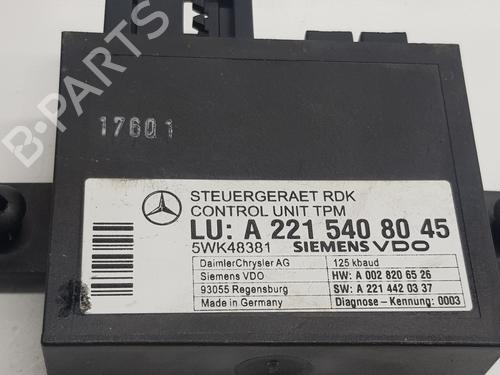 B-PARTS
17601
STEUERGERAET RDK
CONTROL UNIT TPM
LU: A 221 540 80 45
5WK48381 SIEMENS VDO
DaimlerChrysler AG
Siemens VDO
93055 Regensburg
Made in Germany
125 kbaud
HW: A 002 820 65 26
SW: A 221 442 03 37
Diagnose - Kennung: 0003